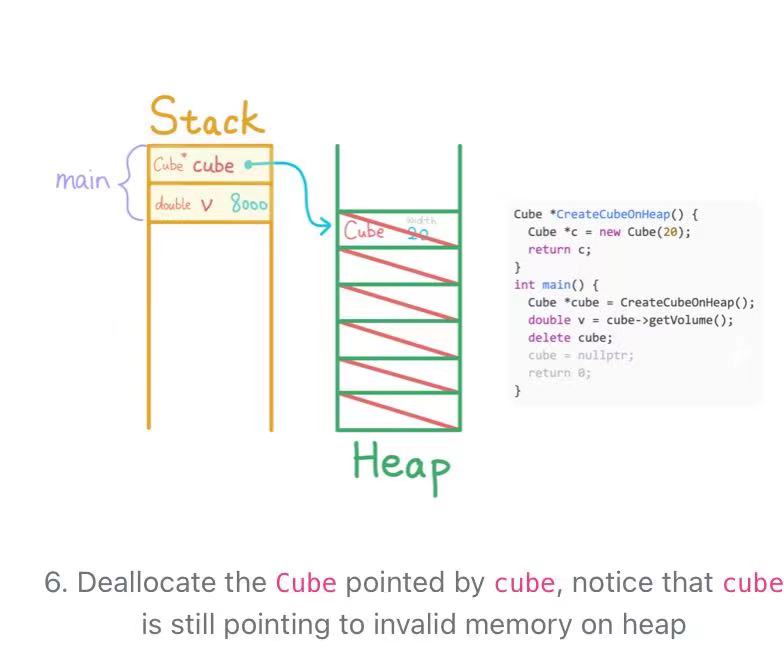 Stack
main
Cube* cube
double v 8000
width
Cube 20
Heap
Cube *CreateCubeOnHeap() {
  Cube *c = new Cube(20);
  return c;
}
int main() {
  Cube *cube = CreateCubeOnHeap();
  double v = cube->getVolume();
  delete cube;
  cube = nullptr;
  return 0;
}
6. Deallocate the Cube pointed by cube, notice that cube
is still pointing to invalid memory on heap